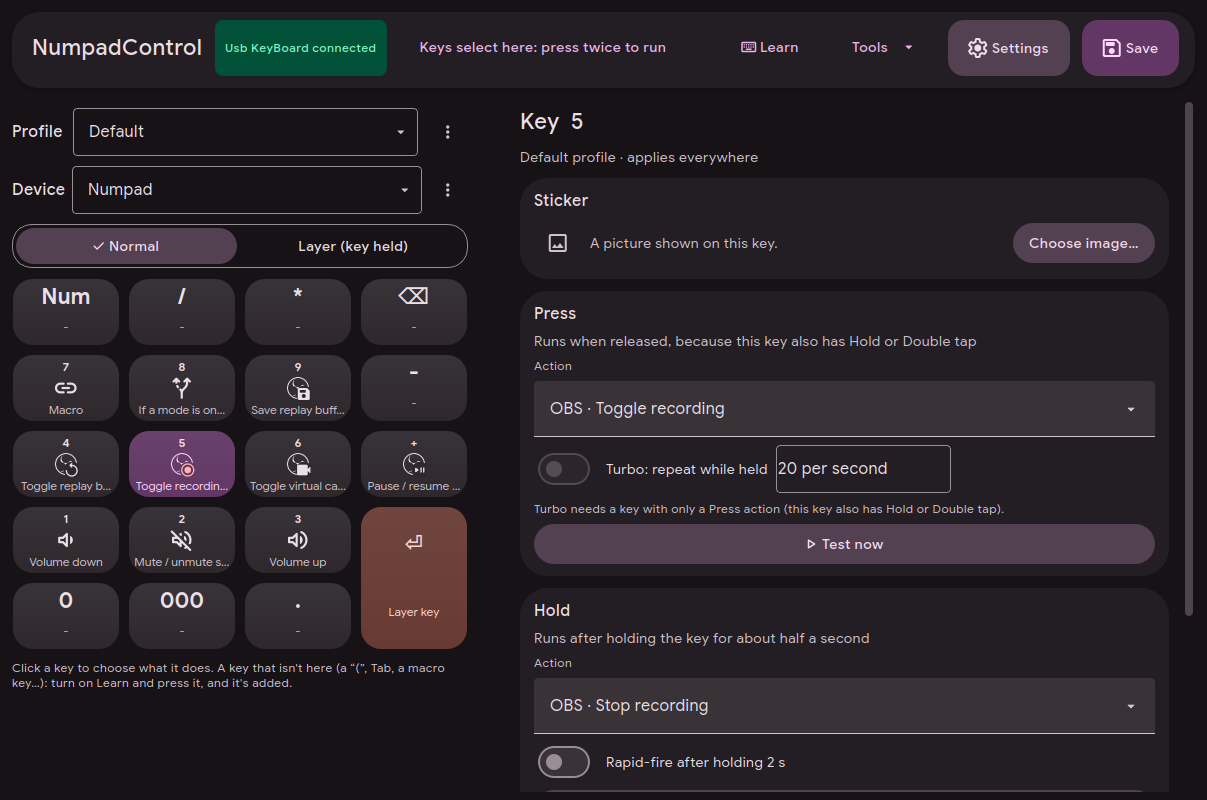 NumpadControl
Usb KeyBoard connected
Keys select here: press twice to run
Learn
Tools
Settings
Save
Profile
Default
Device
Numpad
Normal
Layer (key held)
Num
-
/
-
*
-
⌫
-
7
Macro
8
If a mode is on...
9
Save replay buff...
-
-
4
Toggle replay b...
5
Toggle recordin...
6
Toggle virtual ca...
+
Pause / resume ...
1
Volume down
2
Mute / unmute s...
3
Volume up
⏎
Layer key
0
-
000
-
.
-
Click a key to choose what it does. A key that isn't here (a “(”, Tab, a macro
key...): turn on Learn and press it, and it's added.
Key 5
Default profile · applies everywhere
Sticker
A picture shown on this key.
Choose image...
Press
Runs when released, because this key also has Hold or Double tap
Action
OBS · Toggle recording
Turbo: repeat while held
20 per second
Turbo needs a key with only a Press action (this key also has Hold or Double tap).
Test now
Hold
Runs after holding the key for about half a second
Action
OBS · Stop recording
Rapid-fire after holding 2 s